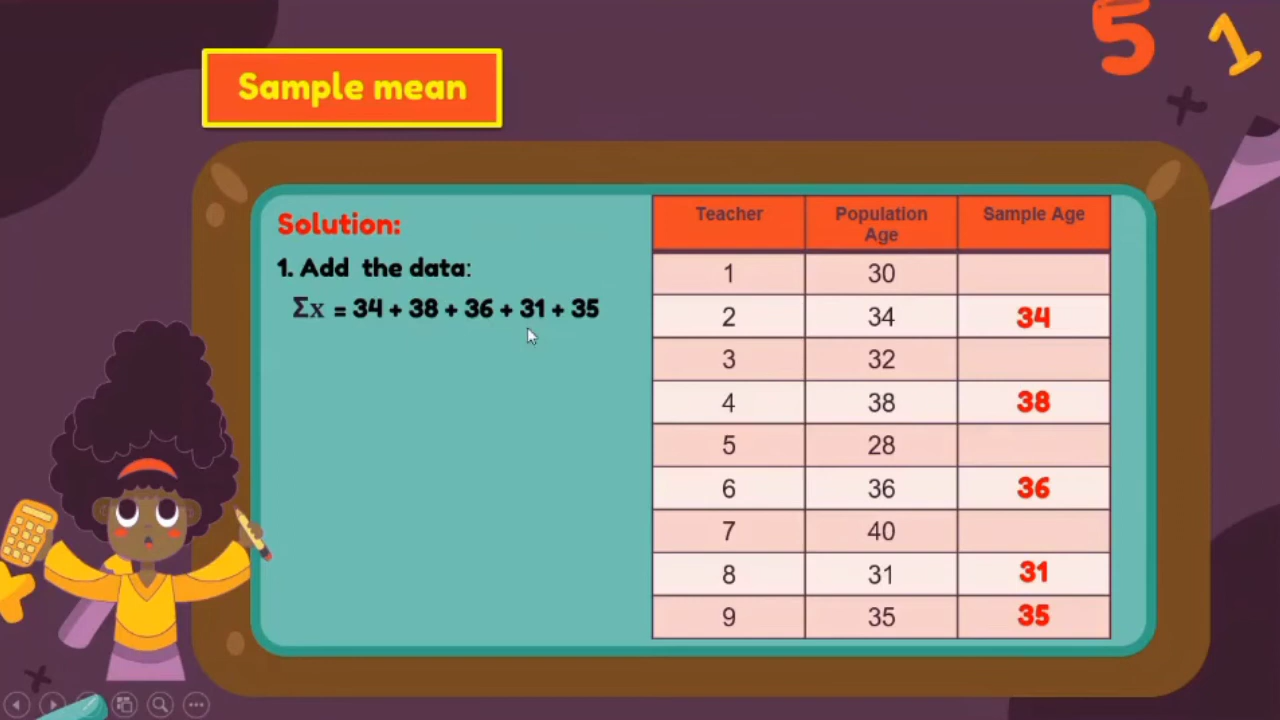 5 1
Sample mean
Solution:
1. Add the data:
Σx = 34 + 38 + 36 + 31 + 35
Teacher Population Age Sample Age
1 30
2 34 34
3 32
4 38 38
5 28
6 36 36
7 40
8 31 31
9 35 35